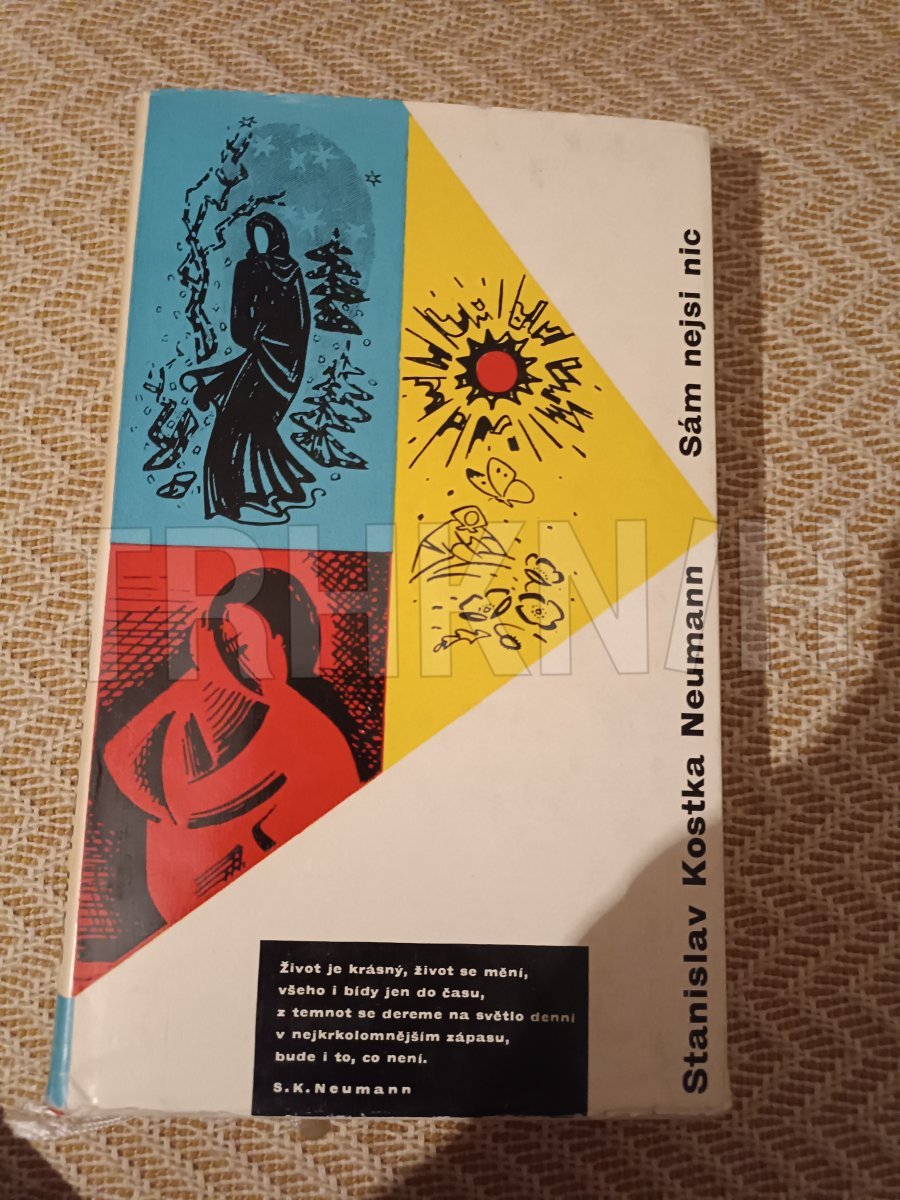 Stanislav Kostka Neumann Sám nejsi nic
Život je krásný, život se mění,
všeho i bídy jen do času,
z temnot se dereme na světlo denní
v nejkrkolomnějším zápasu,
bude i to, co není.
S.K.Neumann
TRHKNAH